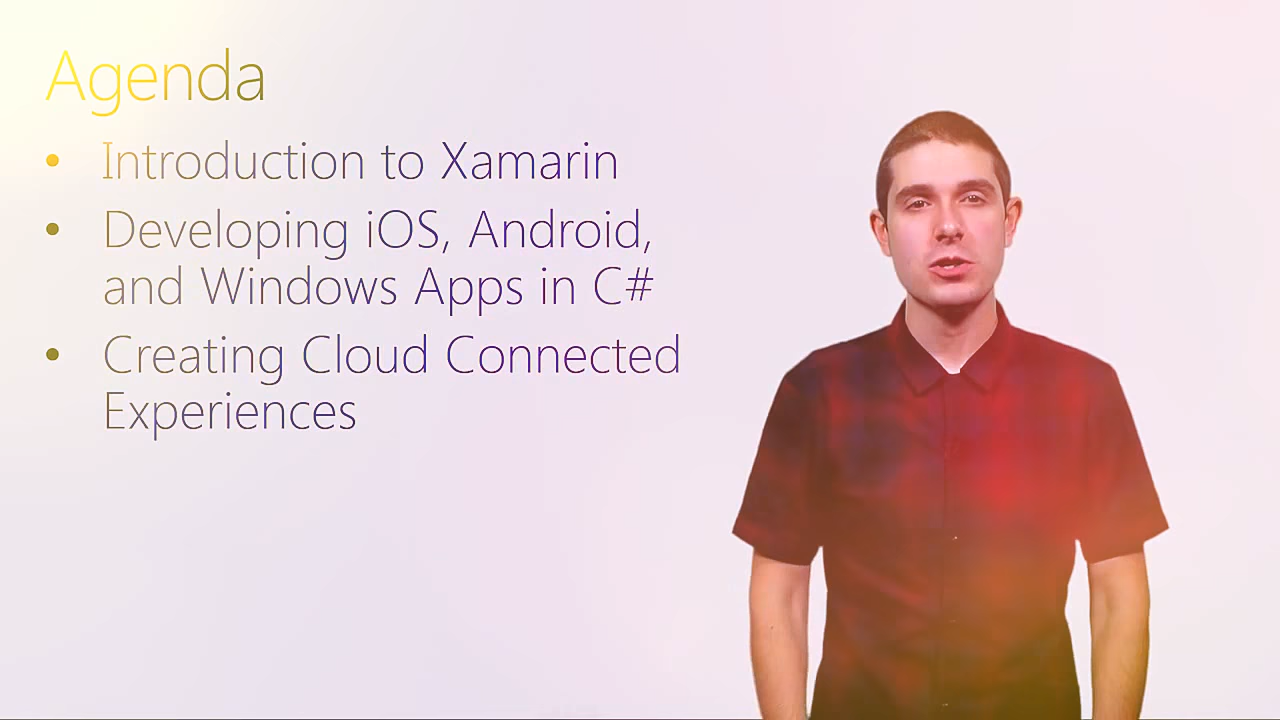 Agenda
• Introduction to Xamarin
• Developing iOS, Android,
and Windows Apps in C#
• Creating Cloud Connected
Experiences